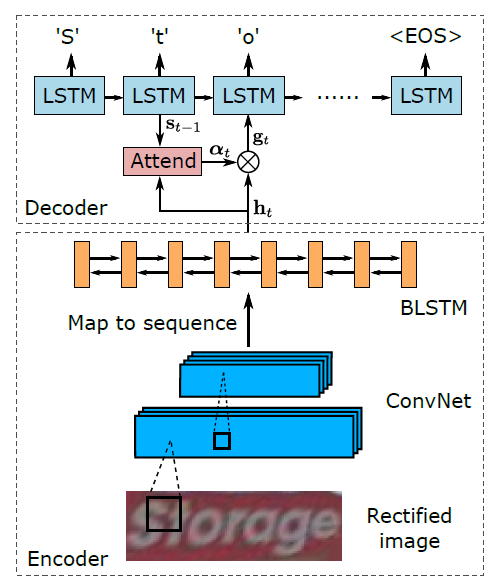 'S' 't' 'o' <EOS>
LSTM LSTM LSTM ...... LSTM
s_{t−1}
g_t
Attend α_t
Decoder
h_t
BLSTM
Map to sequence
ConvNet
Storage
Rectified
image
Encoder